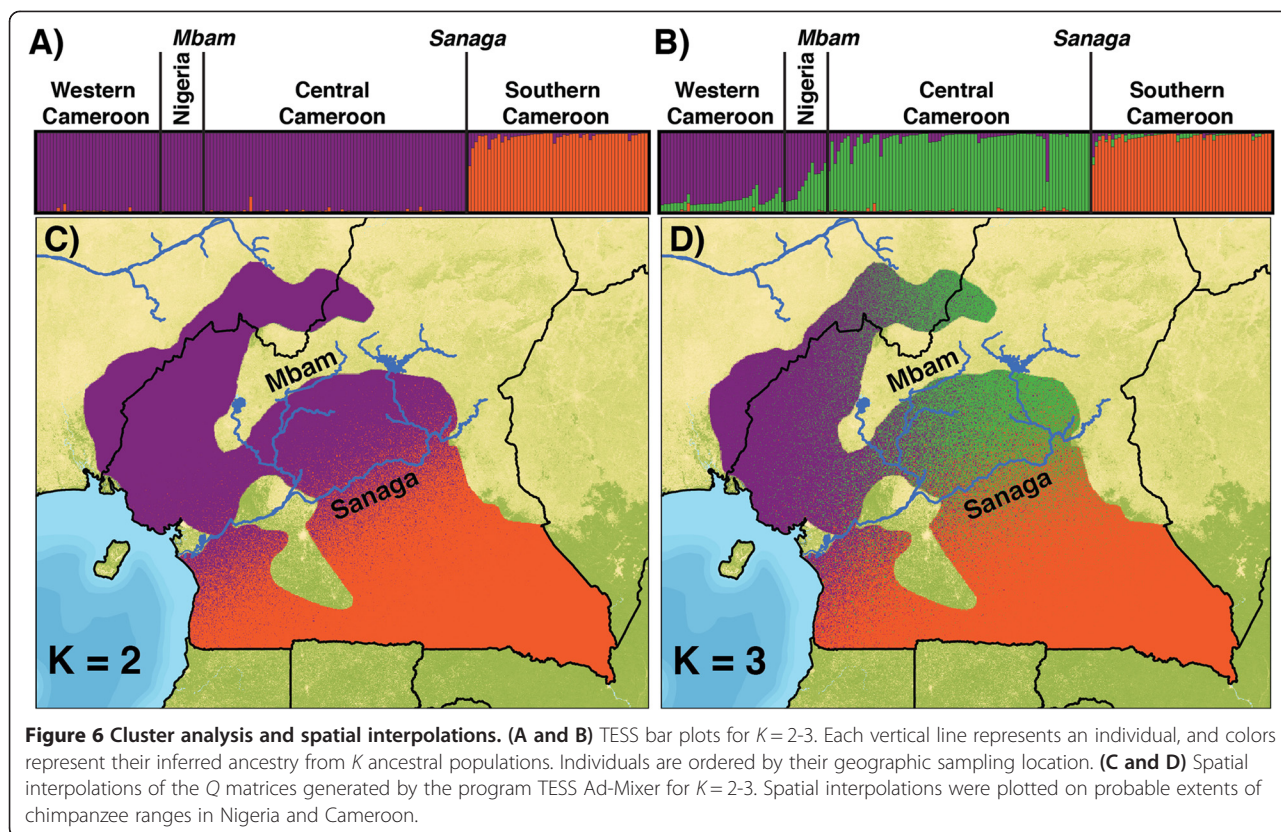 A)
Mbam
Sanaga
Western Cameroon
Nigeria
Central Cameroon
Southern Cameroon
B)
Mbam
Sanaga
Western Cameroon
Nigeria
Central Cameroon
Southern Cameroon
C)
Mbam
Sanaga
K = 2
D)
Mbam
Sanaga
K = 3
Figure 6 Cluster analysis and spatial interpolations. (A and B) TESS bar plots for K = 2-3. Each vertical line represents an individual, and colors
represent their inferred ancestry from K ancestral populations. Individuals are ordered by their geographic sampling location. (C and D) Spatial
interpolations of the Q matrices generated by the program TESS Ad-Mixer for K = 2-3. Spatial interpolations were plotted on probable extents of
chimpanzee ranges in Nigeria and Cameroon.